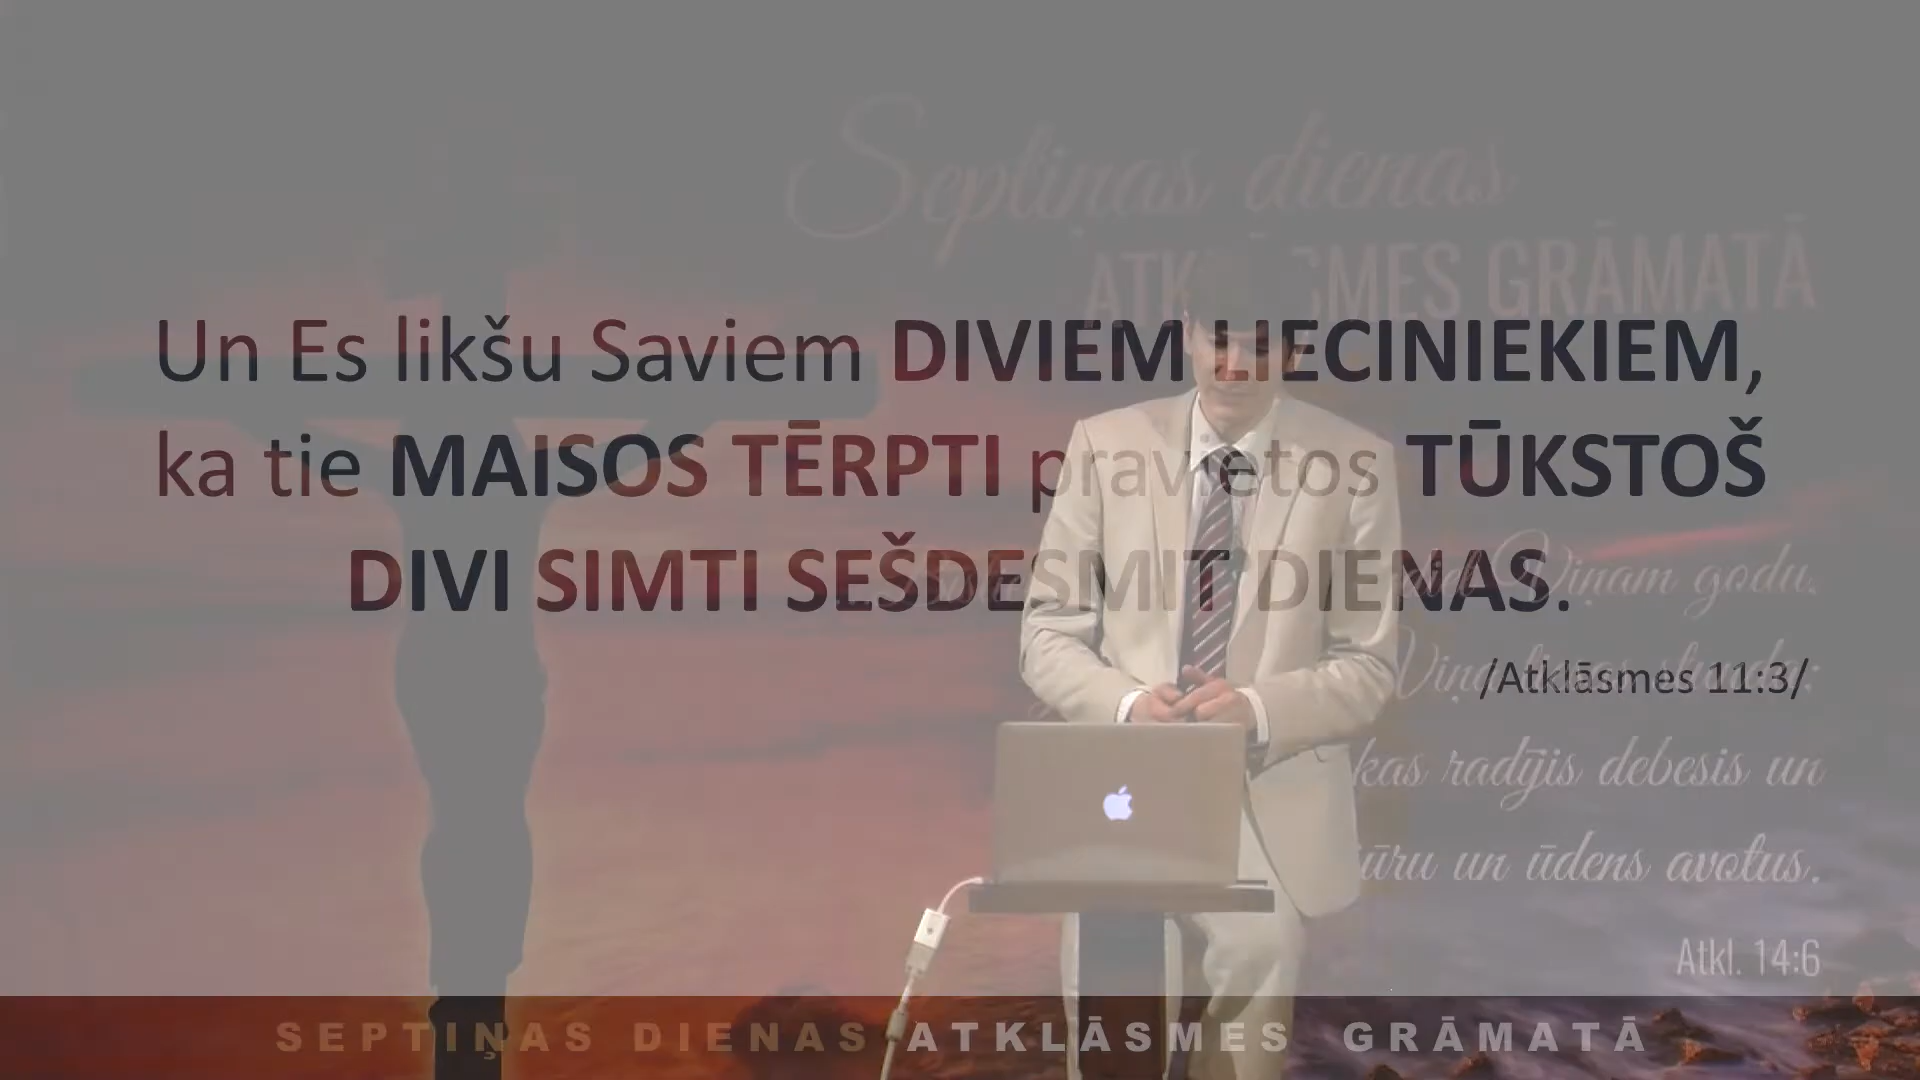 Septiņas dienas
ATKLĀSMES GRĀMATĀ
Un Es likšu Saviem DIVIEM LIECINIEKIEM,
ka tie MAISOS TĒRPTI pravietos TŪKSTOŠ
DIVI SIMTI SEŠDESMIT DIENAS.
Viņam godu,
Viņa stunda;
/Atklāsmes 11:3/
kas radījis debesis un
jūru un ūdens avotus.
Atkl. 14:6
SEPTIŅAS DIENAS ATKLĀSMES GRĀMATĀ